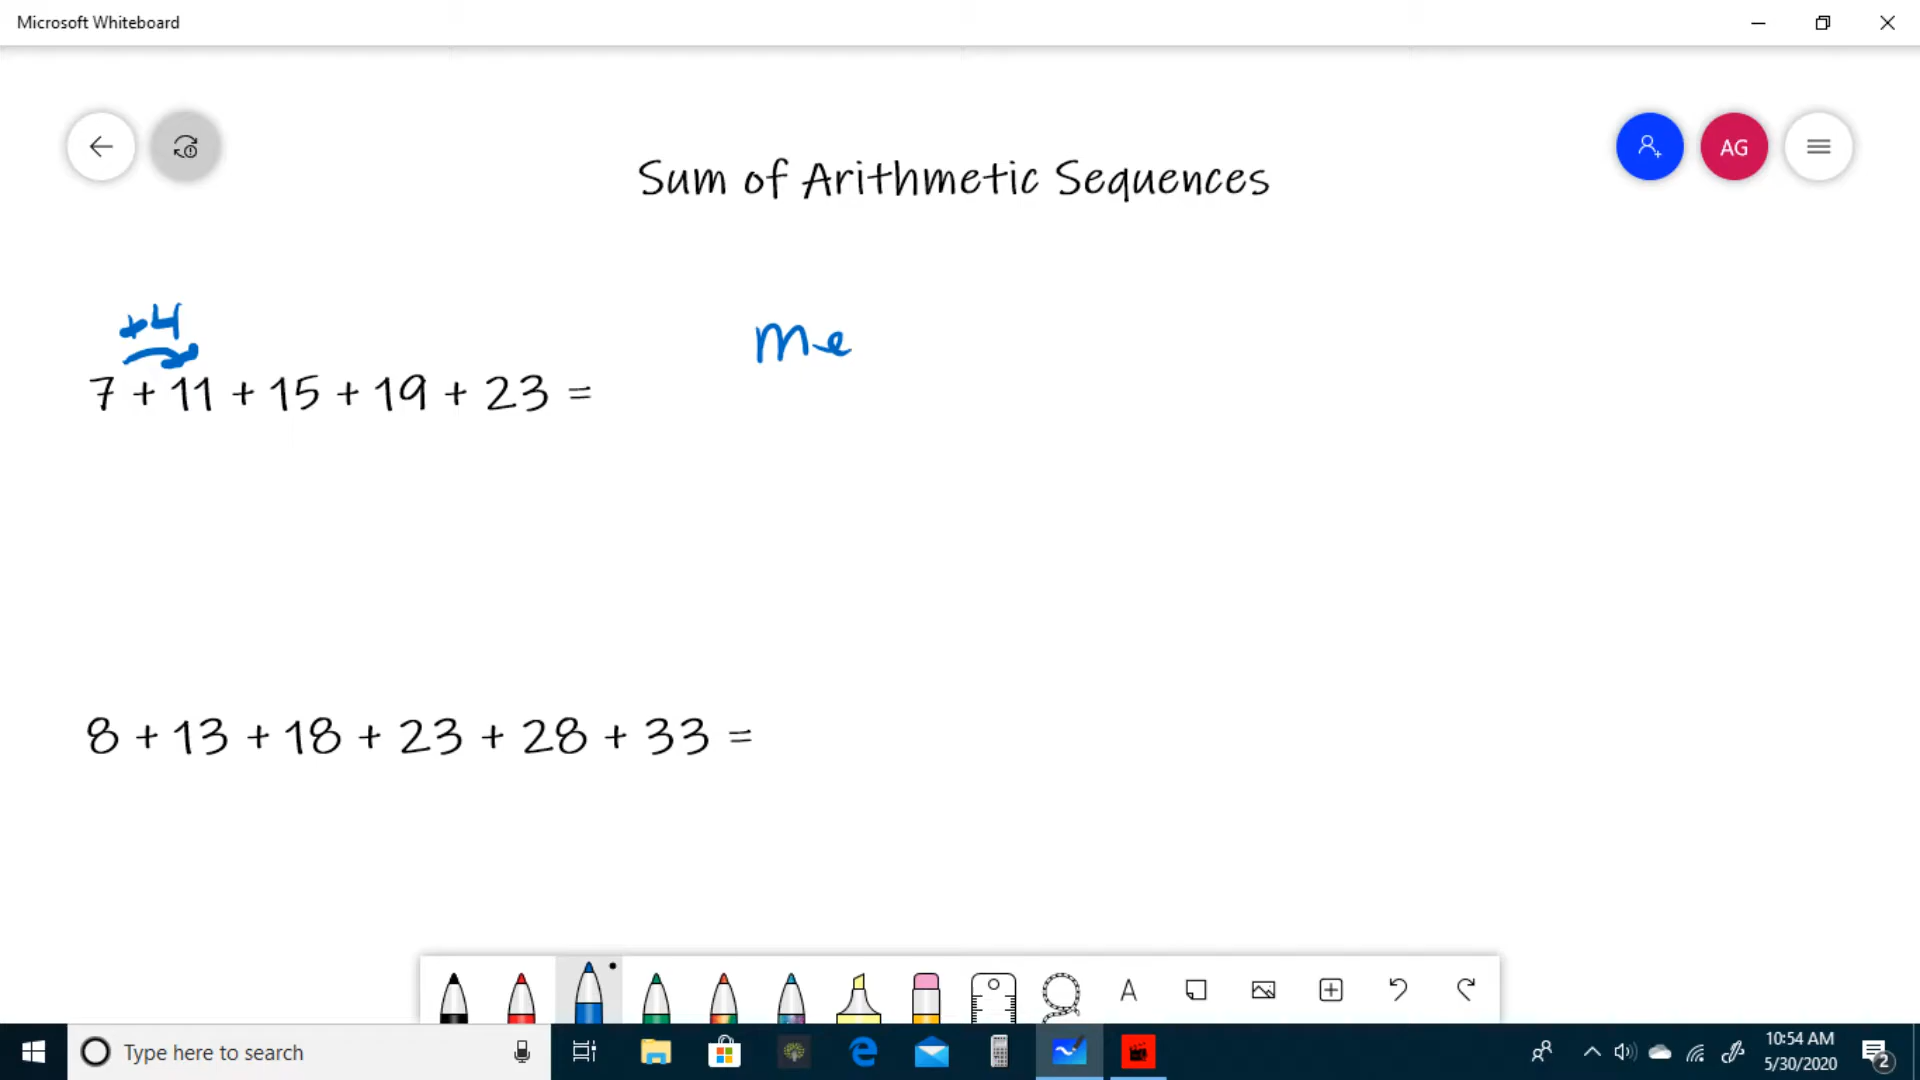 Microsoft Whiteboard
AG
Sum of Arithmetic Sequences
+4
Me
7 + 11 + 15 + 19 + 23 =
8 + 13 + 18 + 23 + 28 + 33 =
A
Type here to search
10:54 AM
5/30/2020
2